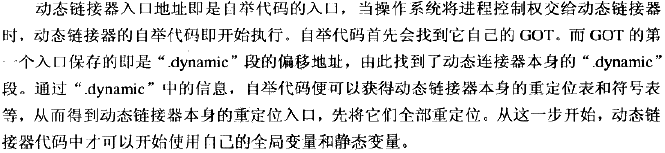 动态链接器入口地址即是自举代码的入口，当操作系统将进程控制权交给动态链接器
时，动态链接器的自举代码即开始执行。自举代码首先会找到它自己的 GOT。而 GOT 的第
一个入口保存的即是“.dynamic”段的偏移地址，由此找到了动态连接器本身的“.dynamic”
段。通过“.dynamic”中的信息，自举代码便可以获得动态链接器本身的重定位表和符号表
等，从而得到动态链接器本身的重定位入口，先将它们全部重定位。从这一步开始，动态链
接器代码中才可以开始使用自己的全局变量和静态变量。